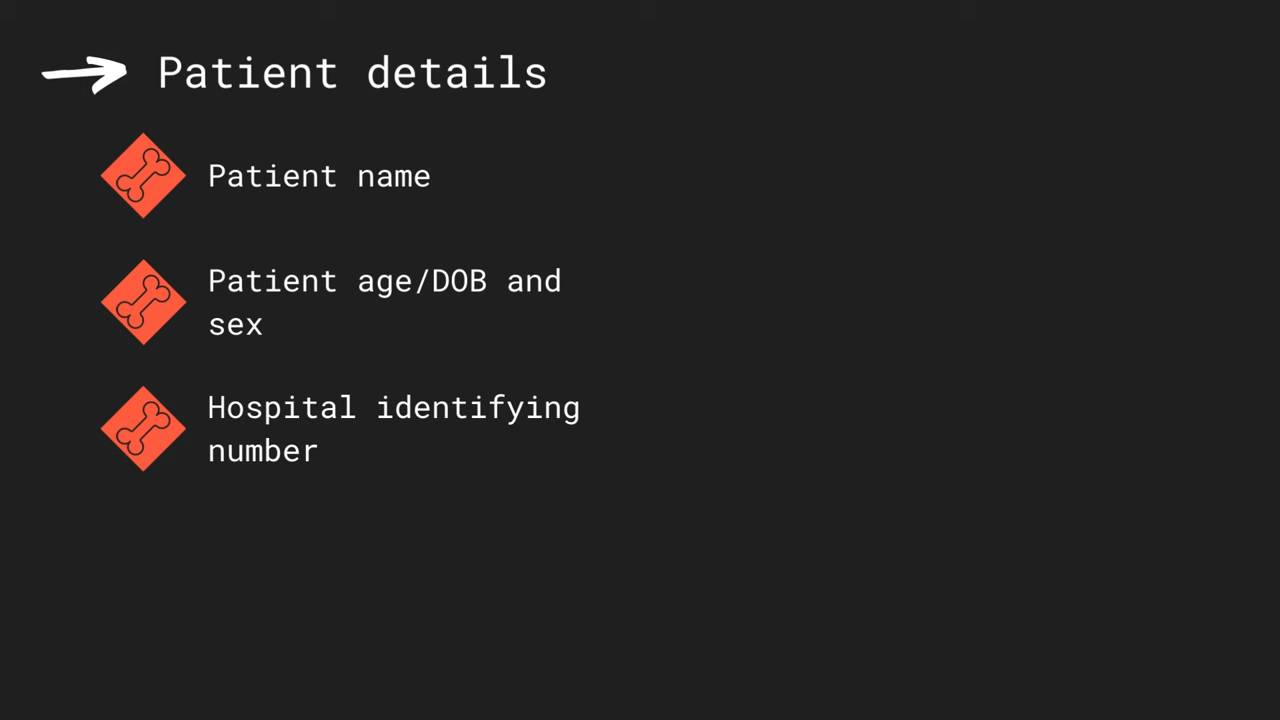 Patient details
Patient name
Patient age/DOB and
sex
Hospital identifying
number